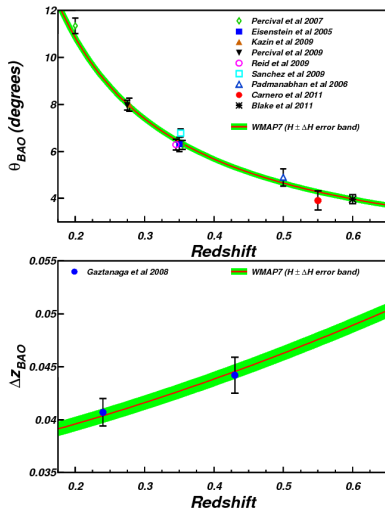 12
10
8
6
4
θBAO (degrees)
Percival et al 2007
Eisenstein et al 2005
Kazin et al 2009
Percival et al 2009
Reid et al 2009
Sanchez et al 2009
Padmanabhan et al 2006
Carnero et al 2011
Blake et al 2011
WMAP7 (H ± ΔH error band)
0.2 0.3 0.4 0.5 0.6
Redshift
0.055
0.05
0.045
0.04
0.035
ΔzBAO
Gaztanaga et al 2008
WMAP7 (H ± ΔH error band)
0.2 0.3 0.4 0.5 0.6
Redshift